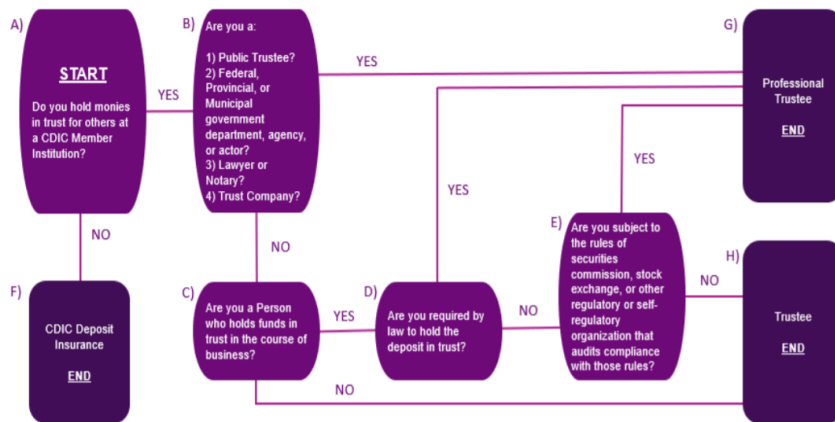 A)
START
Do you hold monies
in trust for others at
a CDIC Member
Institution?
YES
NO
B)
Are you a:
1) Public Trustee?
2) Federal,
Provincial, or
Municipal
government
department, agency,
or actor?
3) Lawyer or
Notary?
4) Trust Company?
YES
NO
G)
Professional
Trustee
END
F)
CDIC Deposit
Insurance
END
C)
Are you a Person
who holds funds in
trust in the course of
business?
YES
NO
D)
Are you required by
law to hold the
deposit in trust?
YES
NO
E)
Are you subject to
the rules of
securities
commission, stock
exchange, or other
regulatory or self-
regulatory
organization that
audits compliance
with those rules?
YES
NO
H)
Trustee
END